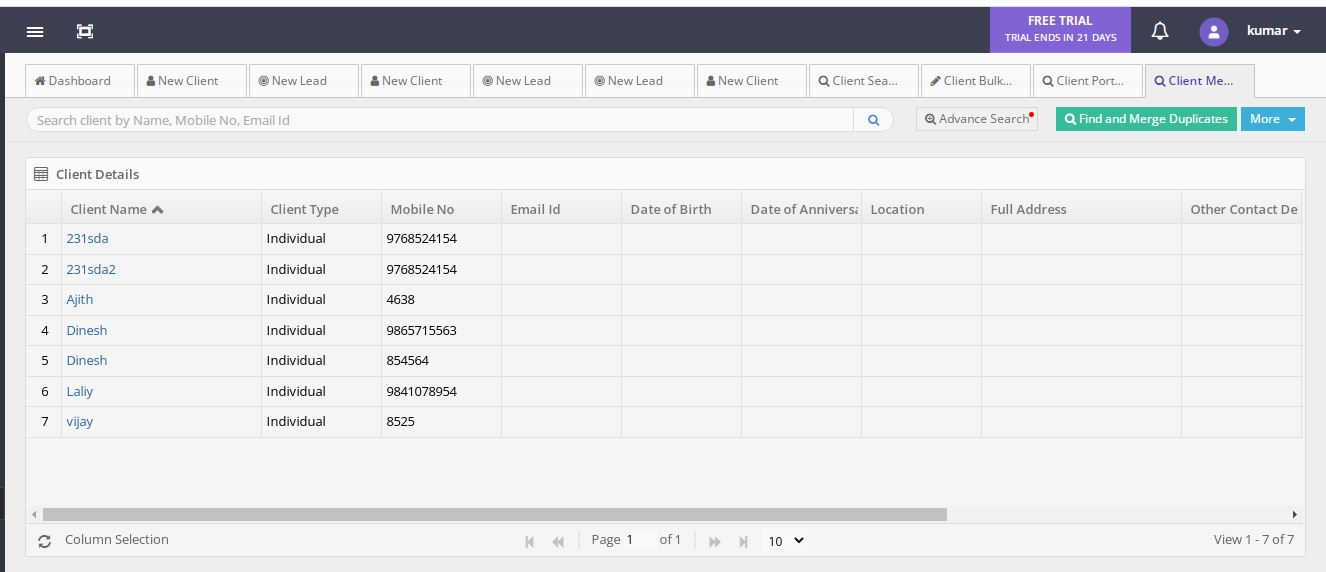 FREE TRIAL
TRIAL ENDS IN 21 DAYS
kumar
Dashboard New Client New Lead New Client New Lead New Lead New Client Client Sea... Client Bulk... Client Port... Client Me...
Search client by Name, Mobile No, Email Id Advance Search Find and Merge Duplicates More
Client Details
Client Name Client Type Mobile No Email Id Date of Birth Date of Anniversa Location Full Address Other Contact De
1 231sda Individual 9768524154
2 231sda2 Individual 9768524154
3 Ajith Individual 4638
4 Dinesh Individual 9865715563
5 Dinesh Individual 854564
6 Laliy Individual 9841078954
7 vijay Individual 8525
Column Selection Page 1 of 1 10 View 1 - 7 of 7